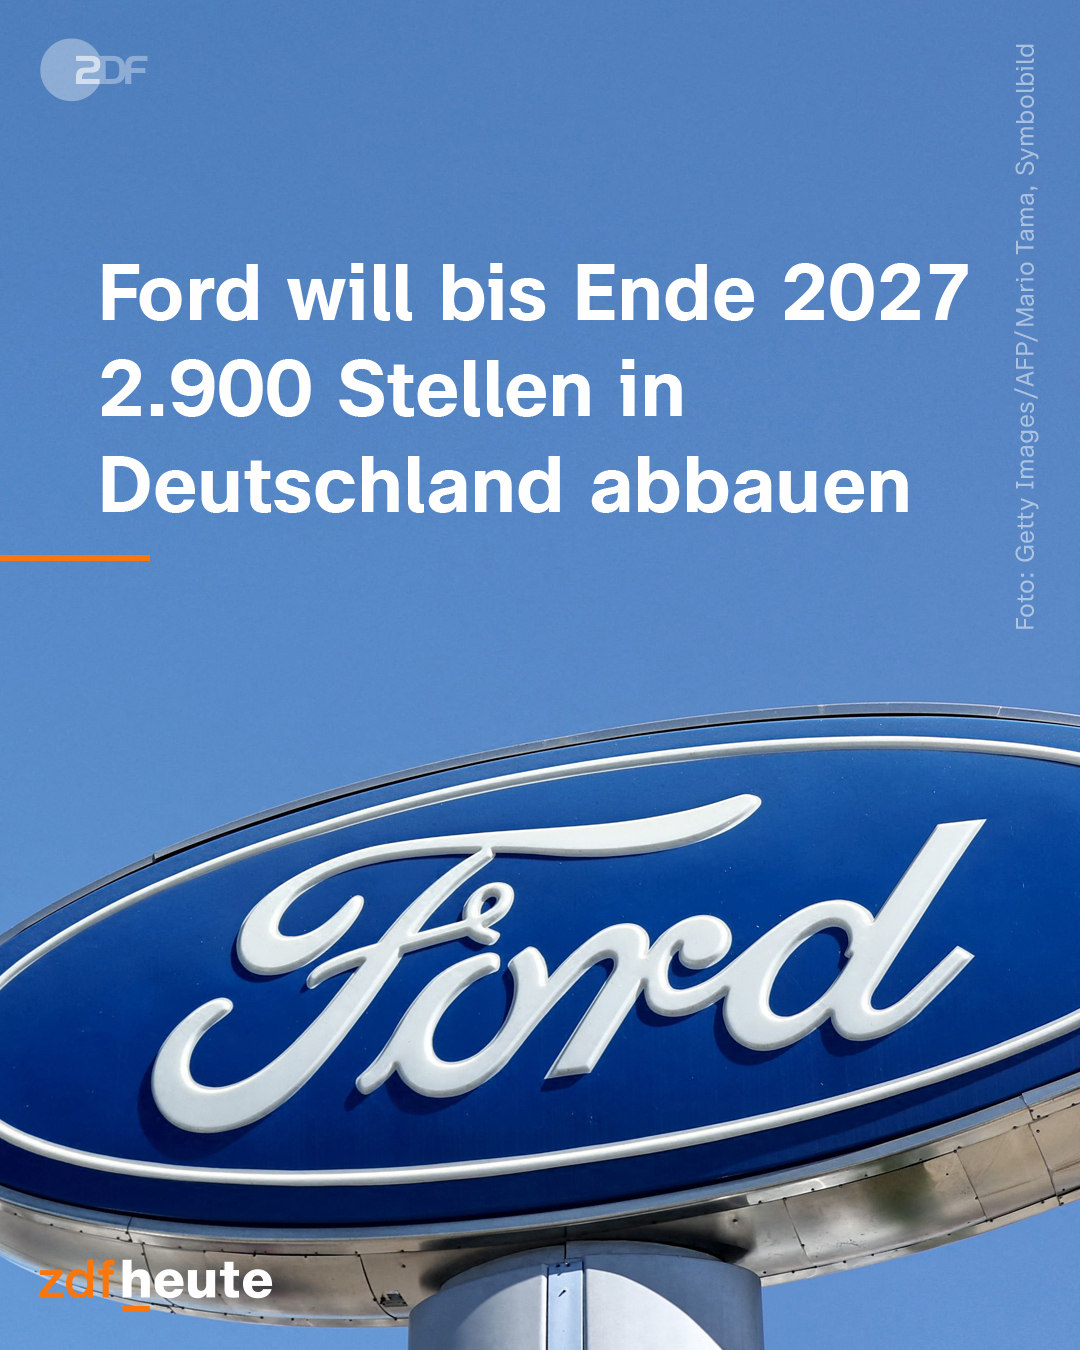 ZDF
Foto: Getty Images/AFP/Mario Tama, Symbolbild
Ford will bis Ende 2027
2.900 Stellen in
Deutschland abbauen
Ford
zdfheute